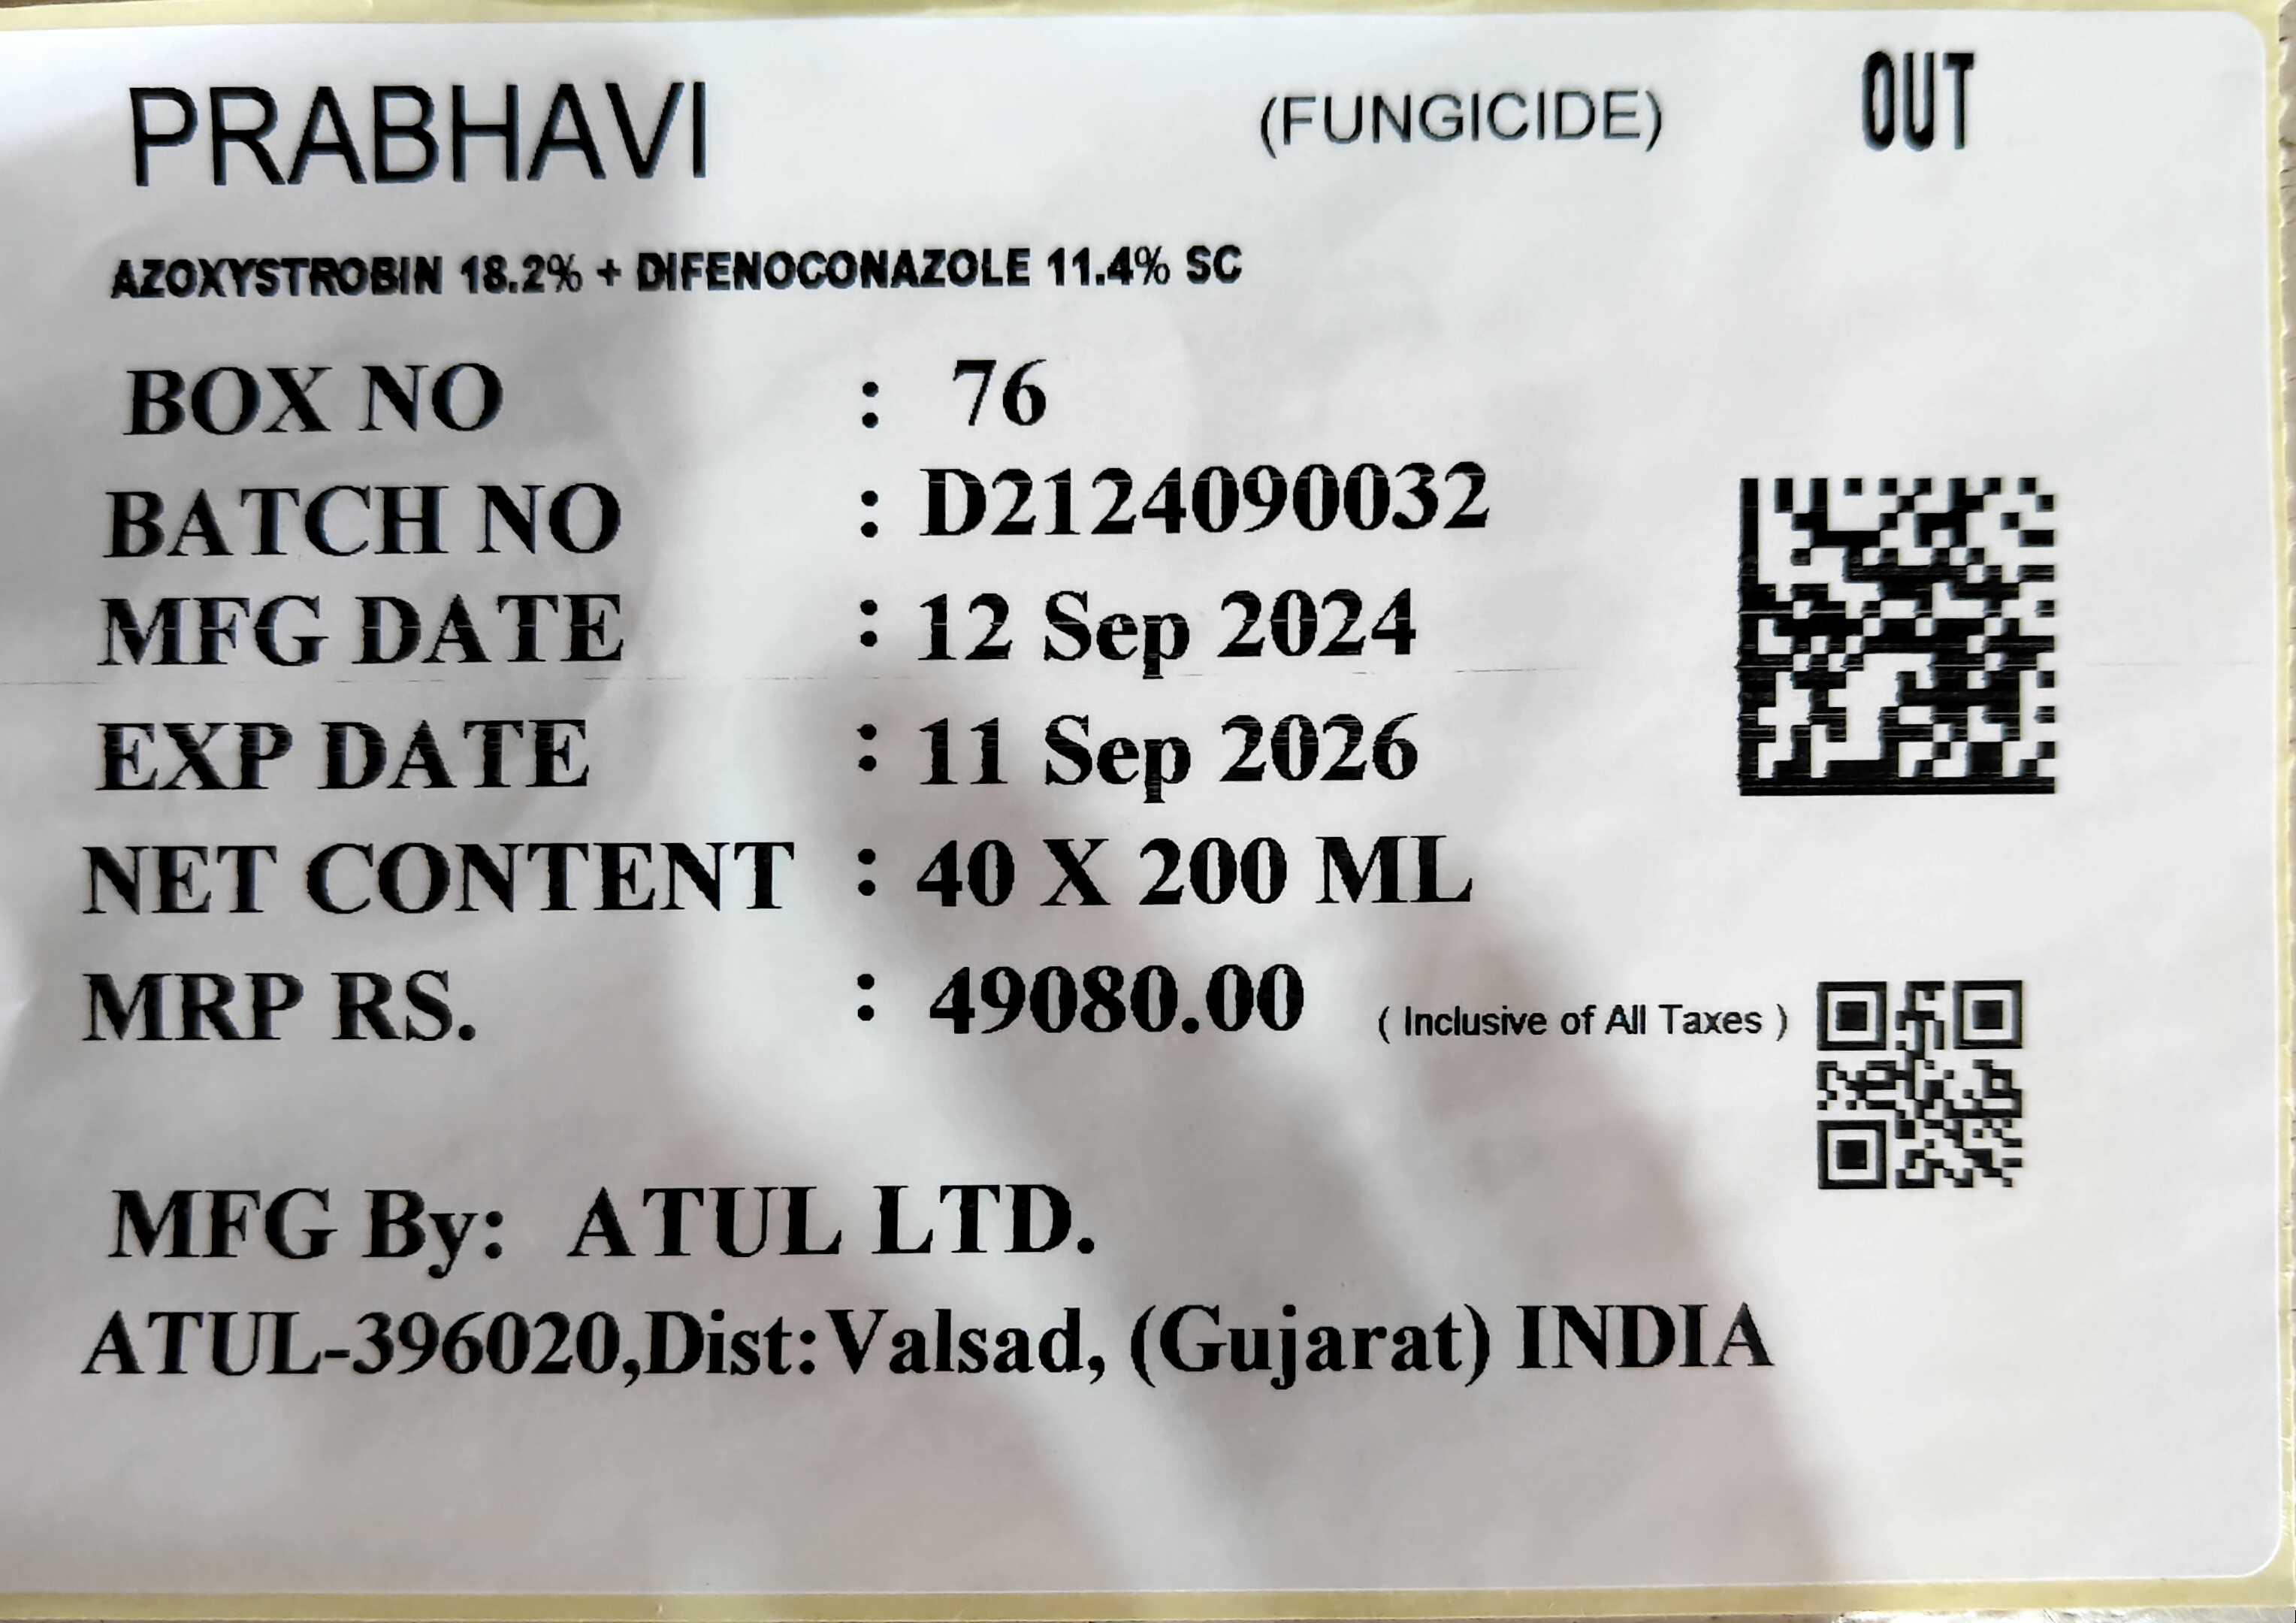 PRABHAVI (FUNGICIDE) OUT
AZOXYSTROBIN 18.2% + DIFENOCONAZOLE 11.4% SC
BOX NO : 76
BATCH NO : D2124090032
MFG DATE : 12 Sep 2024
EXP DATE : 11 Sep 2026
NET CONTENT : 40 X 200 ML
MRP RS. : 49080.00 ( Inclusive of All Taxes )
MFG By: ATUL LTD.
ATUL-396020,Dist:Valsad, (Gujarat) INDIA